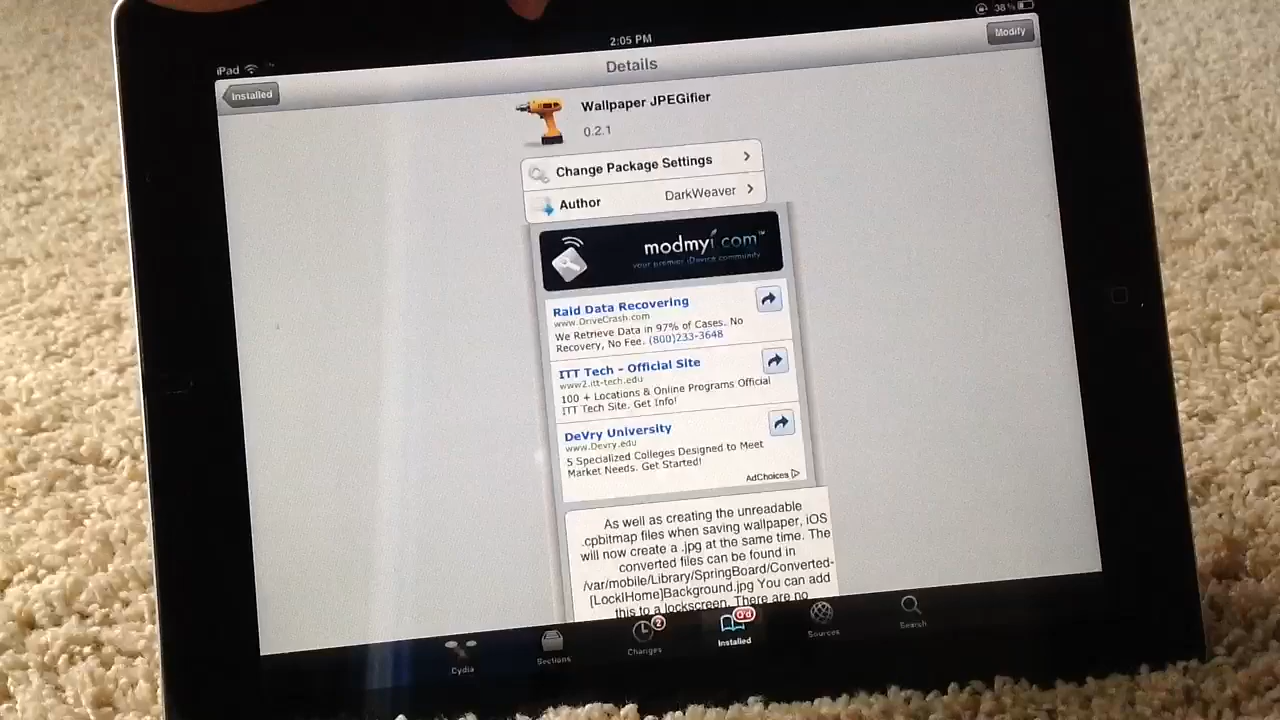 2:05 PM
38%
iPad
Details
Modify
Installed
Wallpaper JPEGifier
0.2.1
Change Package Settings
Author DarkWeaver
modmyi.com™
your premier iDevice community
Raid Data Recovering
www.DriveCrash.com
We Retrieve Data in 97% of Cases. No
Recovery, No Fee. (800)233-3648
ITT Tech - Official Site
www2.itt-tech.edu
100 + Locations & Online Programs Official
ITT Tech Site. Get Info!
DeVry University
www.Devry.edu
5 Specialized Colleges Designed to Meet
Market Needs. Get Started!
AdChoices
As well as creating the unreadable
.cpbitmap files when saving wallpaper, iOS
will now create a .jpg at the same time. The
converted files can be found in
/var/mobile/Library/SpringBoard/Converted-
[LockIHome]Background.jpg You can add
this to a lockscreen. There are no
Cydia
Sections
2
Changes
Installed
Sources
Search